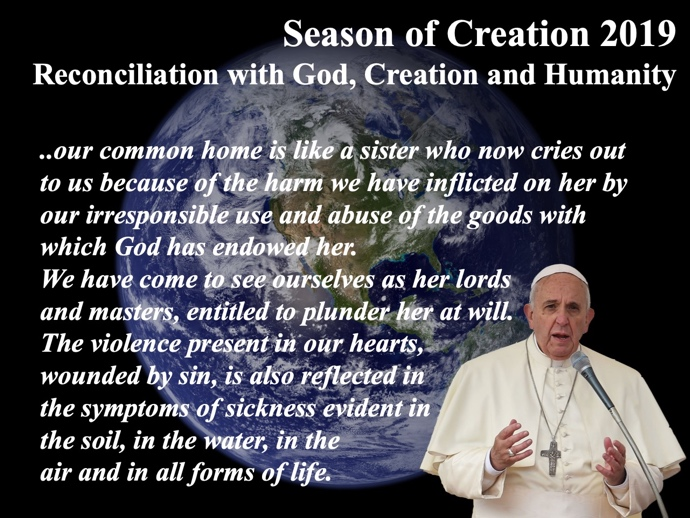 Season of Creation 2019
Reconciliation with God, Creation and Humanity
..our common home is like a sister who now cries out
to us because of the harm we have inflicted on her by
our irresponsible use and abuse of the goods with
which God has endowed her.
We have come to see ourselves as her lords
and masters, entitled to plunder her at will.
The violence present in our hearts,
wounded by sin, is also reflected in
the symptoms of sickness evident in
the soil, in the water, in the
air and in all forms of life.